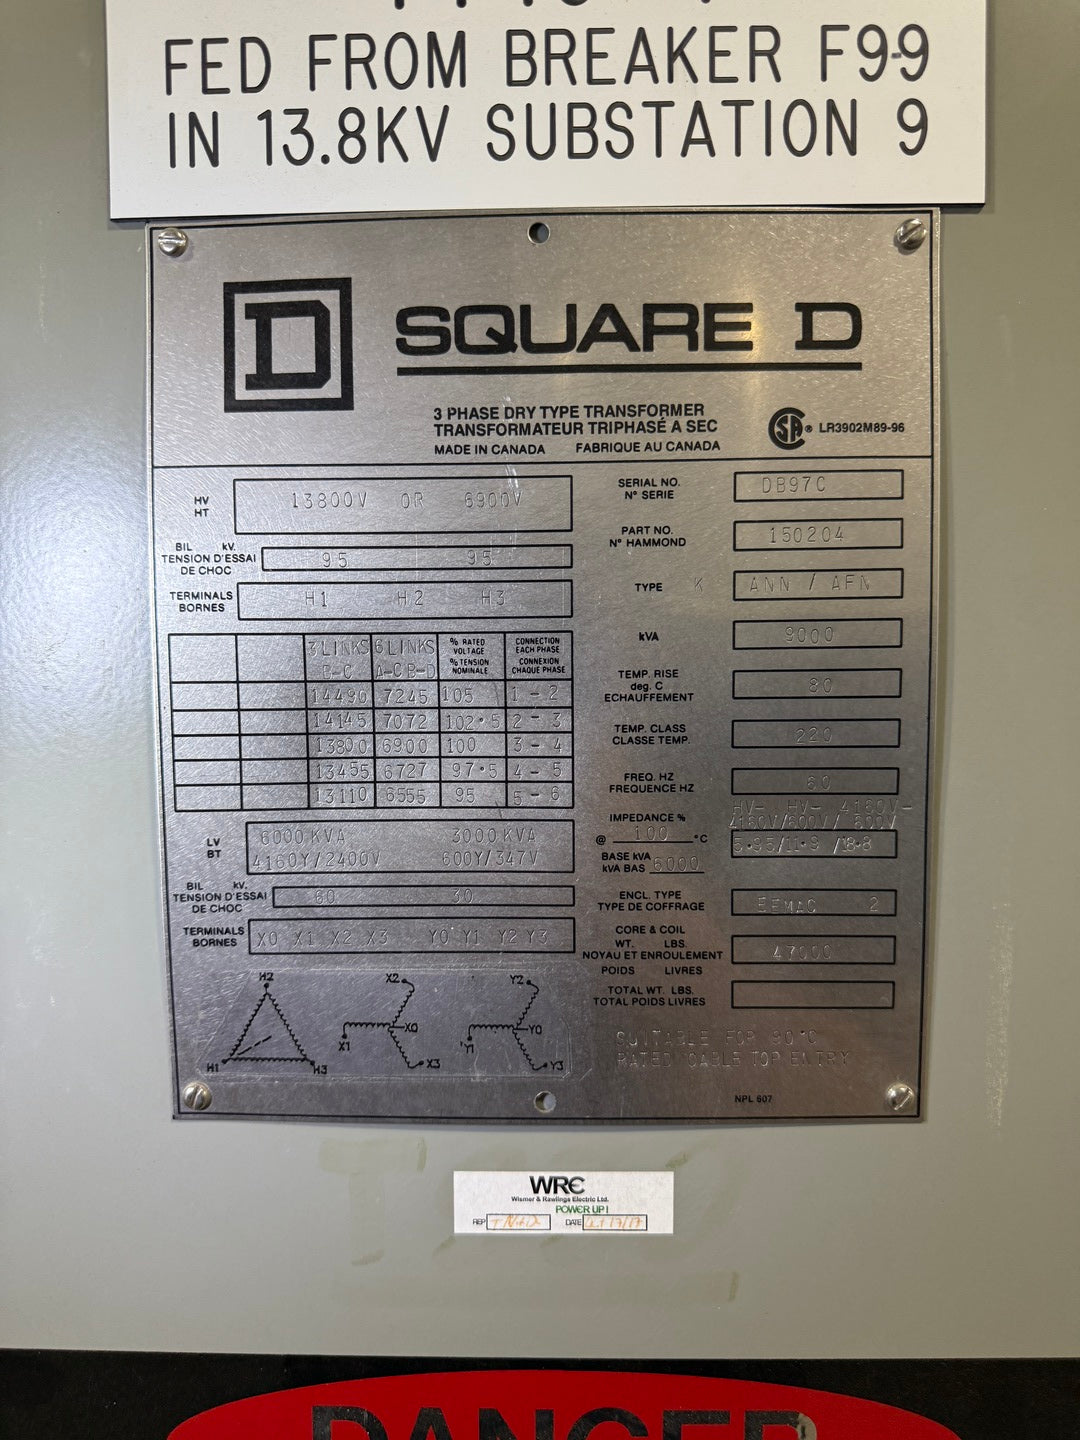 FED FROM BREAKER F9-9
IN 13.8KV SUBSTATION 9
D SQUARE D
3 PHASE DRY TYPE TRANSFORMER
TRANSFORMATEUR TRIPHASÉ A SEC
MADE IN CANADA FABRIQUE AU CANADA
SA® LR3902M89-96
HV
HT
13800V OR 6900V
BIL kV.
TENSION D'ESSAI
DE CHOC
95 95
TERMINALS
BORNES
H1 H2 H3
3 LINKS 6 LINKS % RATED VOLTAGE CONNECTION EACH PHASE
B-C A-C B-D % TENSION NOMINALE CONNEXION CHAQUE PHASE
14490 7245 105 1 - 2
14145 7072 102.5 2 - 3
13800 6900 100 3 - 4
13455 6727 97.5 4 - 5
13110 6555 95 5 - 6
LV
BT
6000 KVA 3000 KVA
4160Y/2400V 600Y/347V
BIL kV.
TENSION D'ESSAI
DE CHOC
60 30
TERMINALS
BORNES
X0 X1 X2 X3 Y0 Y1 Y2 Y3
H2
H1 H3
X2
X0
X1
X3
Y2
Y0
Y1
Y3
SERIAL NO.
N° SERIE
DB97C
PART NO.
N° HAMMOND
150204
TYPE K ANN / AFN
kVA 9000
TEMP. RISE
deg. C
ECHAUFFEMENT
80
TEMP. CLASS
CLASSE TEMP.
220
FREQ. HZ
FREQUENCE HZ
60
IMPEDANCE %
@ 100 °C
BASE kVA
kVA BAS 6000
HV- HV- 4160V-
4160V/600V/ 600V
5.95/11.9 /18.8
ENCL. TYPE
TYPE DE COFFRAGE
EEMAC 2
CORE & COIL
WT. LBS.
NOYAU ET ENROULEMENT
POIDS LIVRES
47000
TOTAL WT. LBS.
TOTAL POIDS LIVRES
SUITABLE FOR 90°C
RATED CABLE TOP ENTRY
NPL 607
WRE
Wismer & Rawlings Electric Ltd.
POWER UP!
REP DATE
DANGER